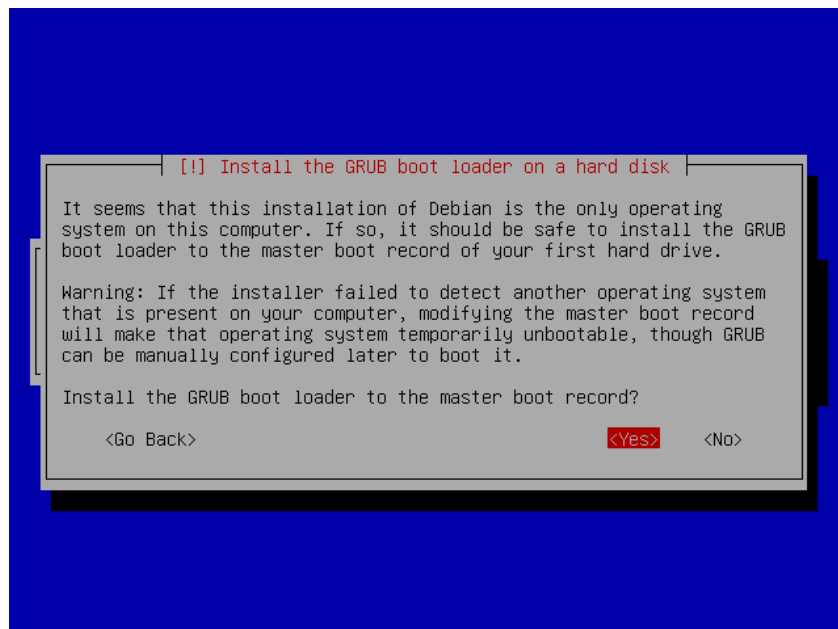 [!] Install the GRUB boot loader on a hard disk
It seems that this installation of Debian is the only operating
system on this computer. If so, it should be safe to install the GRUB
boot loader to the master boot record of your first hard drive.
Warning: If the installer failed to detect another operating system
that is present on your computer, modifying the master boot record
will make that operating system temporarily unbootable, though GRUB
can be manually configured later to boot it.
Install the GRUB boot loader to the master boot record?
<Go Back> <Yes> <No>